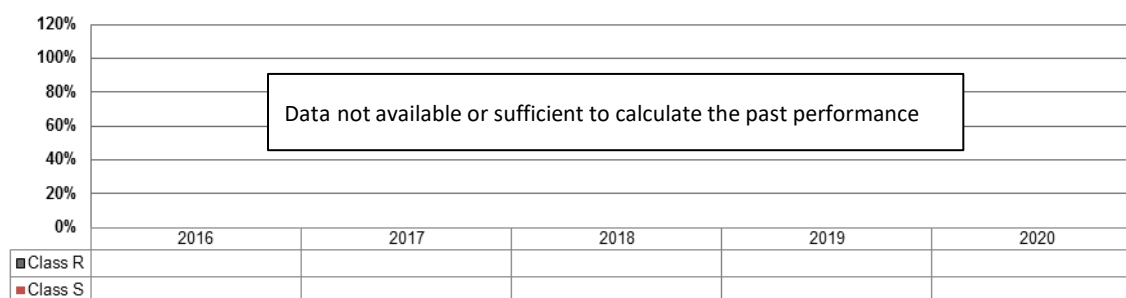 120%
100%
80%
60%
40%
20%
0%
Data not available or sufficient to calculate the past performance
2016 2017 2018 2019 2020
Class R
Class S